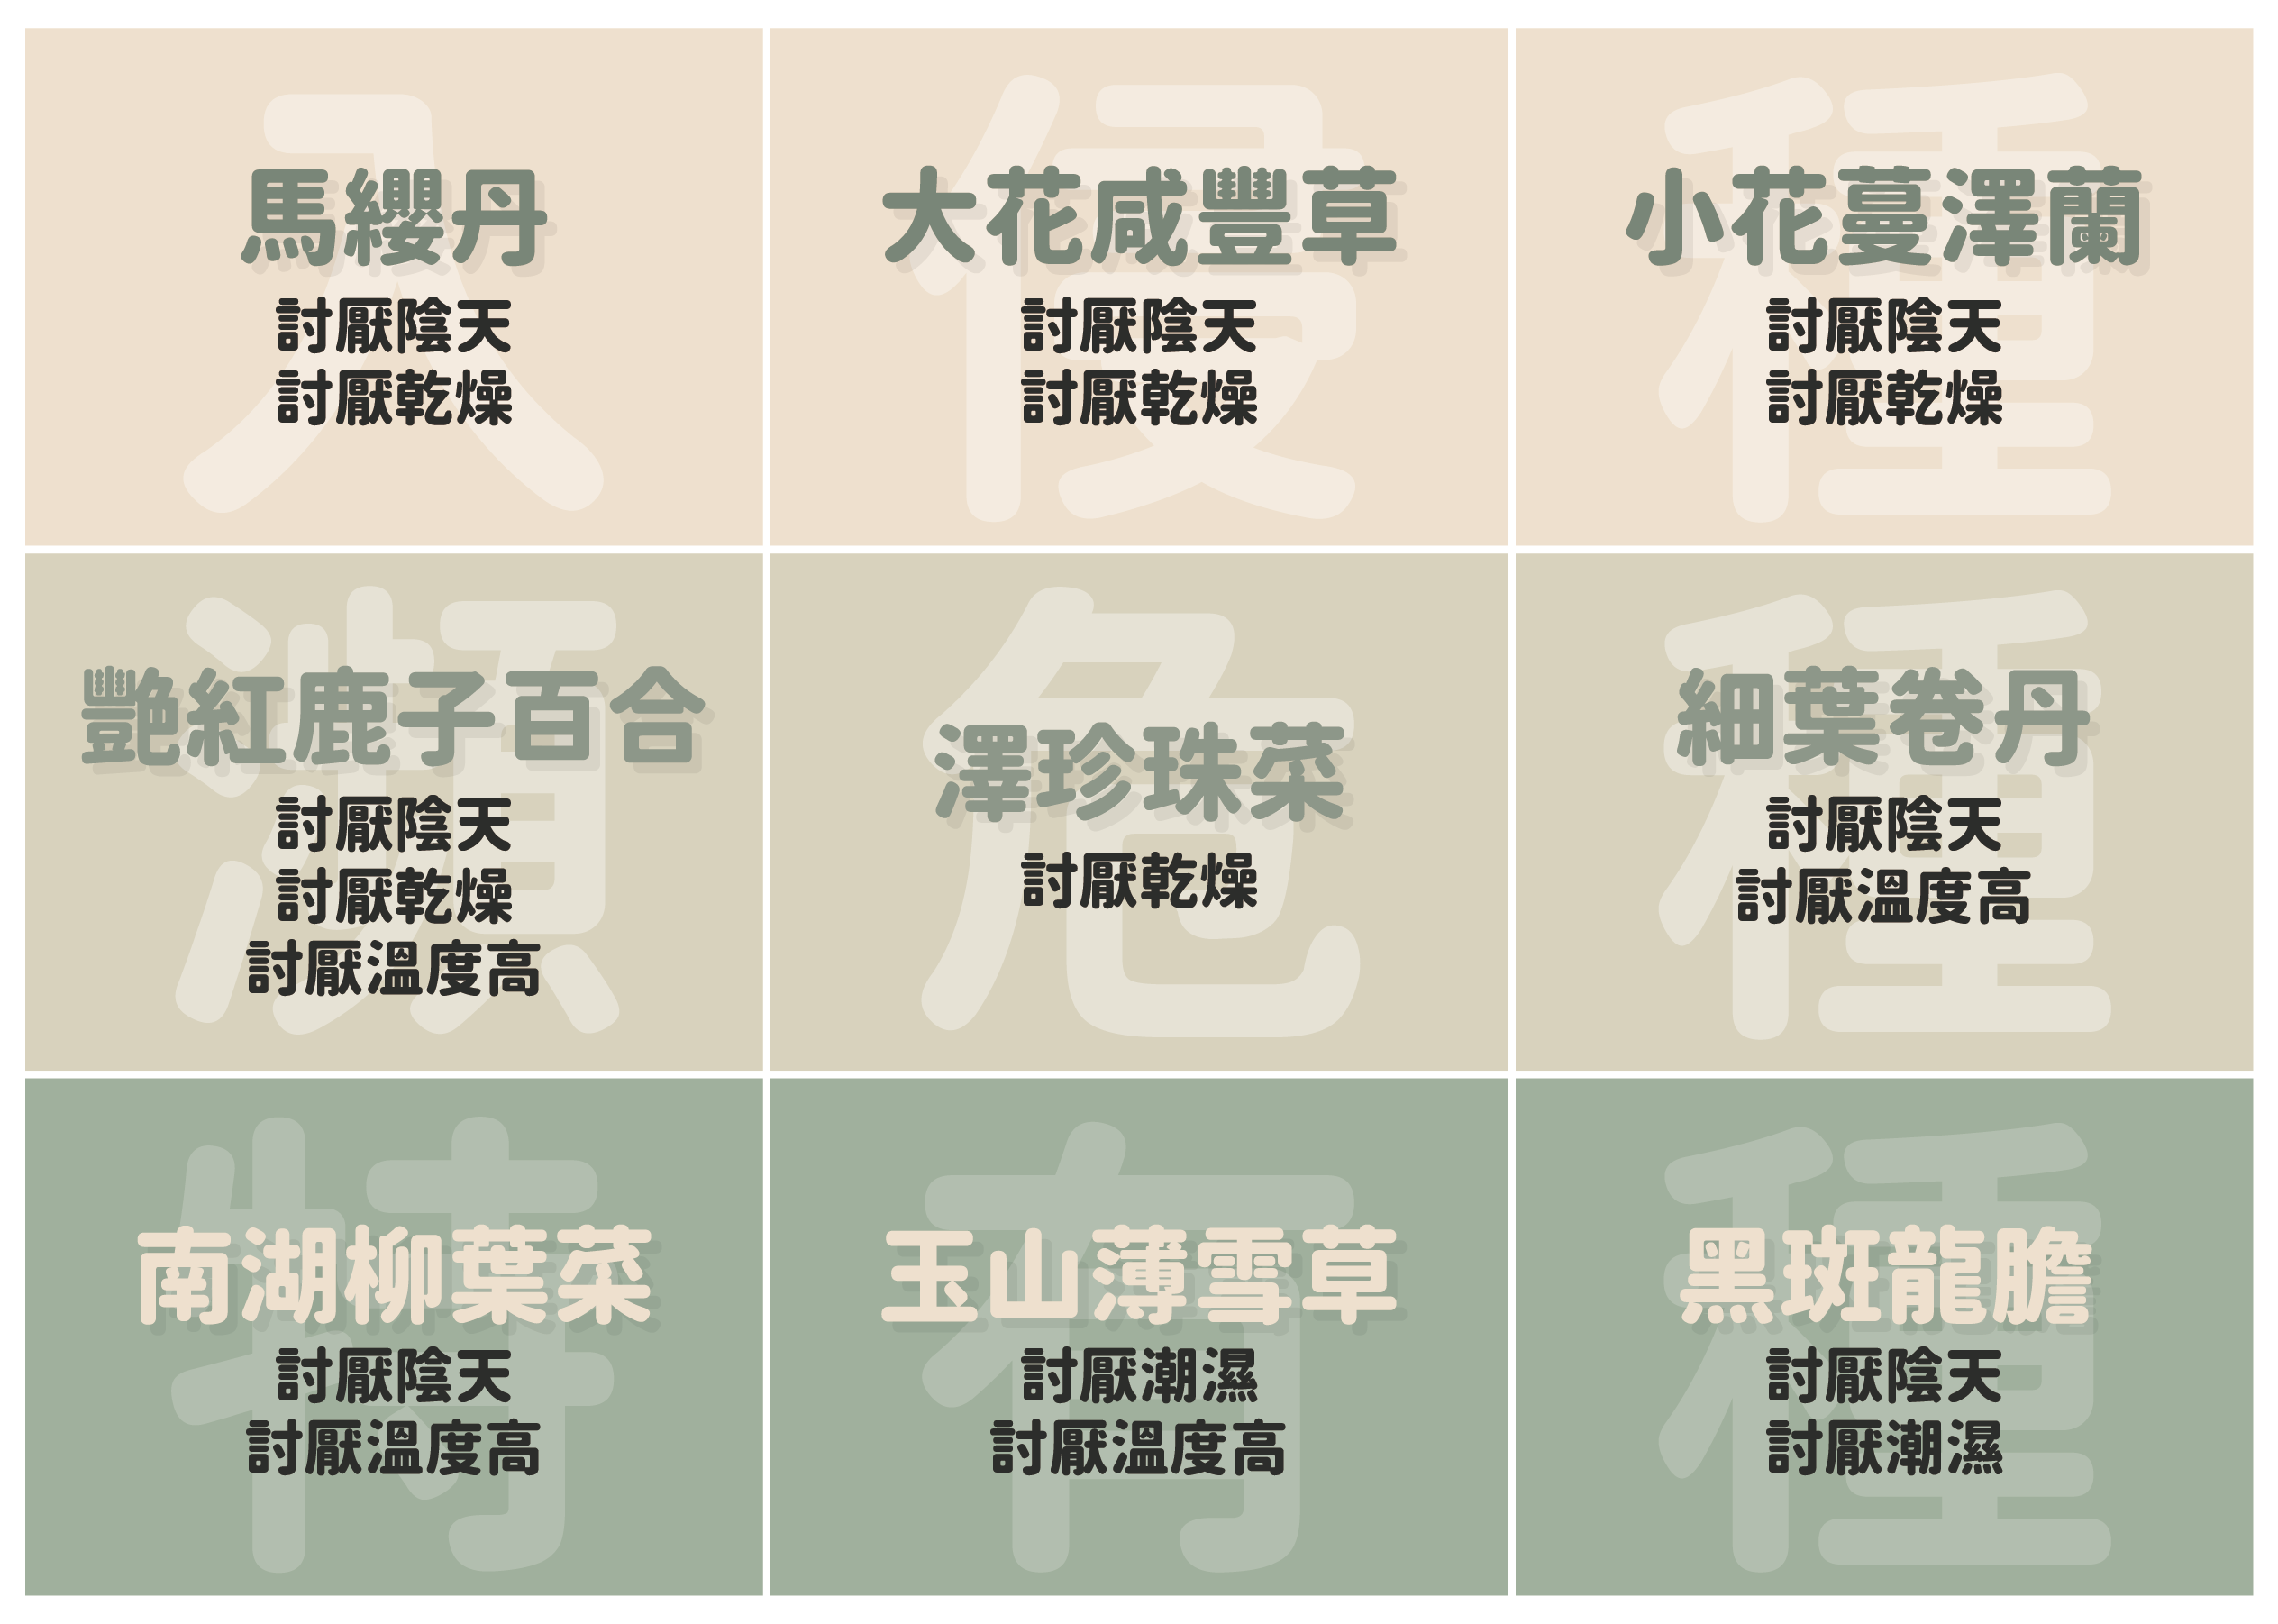 入
馬纓丹
討厭陰天
討厭乾燥
侵
大花咸豐草
討厭陰天
討厭乾燥
種
小花蔓澤蘭
討厭陰天
討厭乾燥
瀕
豔紅鹿子百合
討厭陰天
討厭乾燥
討厭溫度高
危
澤珍珠菜
討厭乾燥
種
細葉卷丹
討厭陰天
討厭溫度高
特
南湖柳葉菜
討厭陰天
討厭溫度高
有
玉山薄雪草
討厭潮濕
討厭溫度高
種
黑斑龍膽
討厭陰天
討厭潮濕